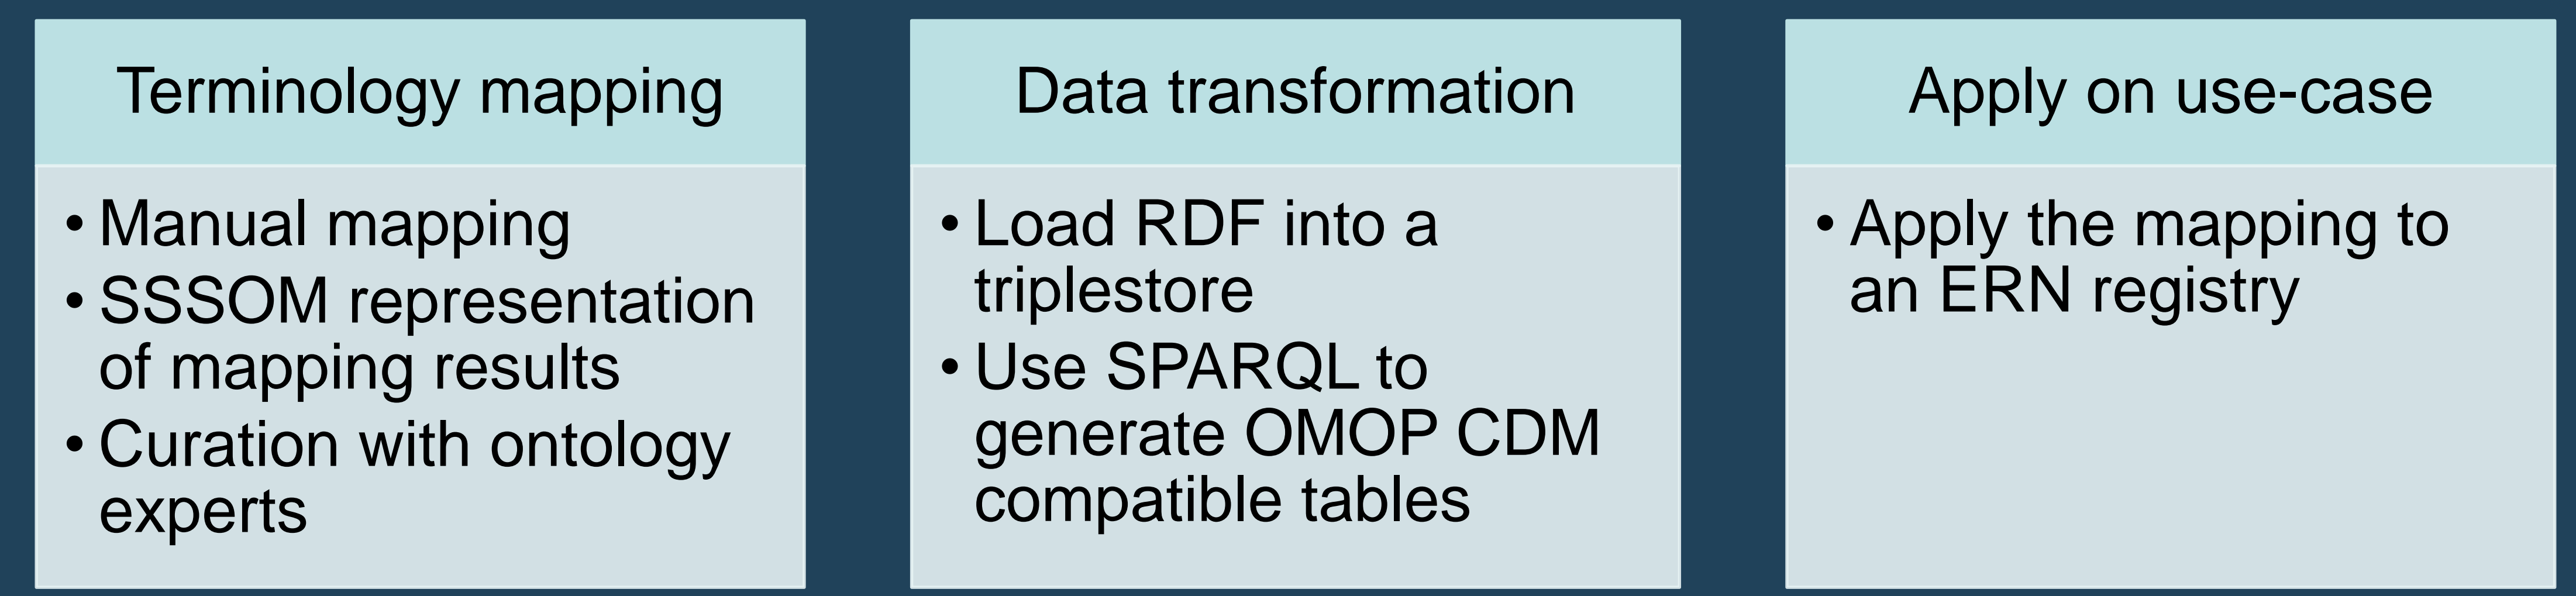 Terminology mapping
• Manual mapping
• SSSOM representation
of mapping results
• Curation with ontology
experts
Data transformation
• Load RDF into a
triplestore
• Use SPARQL to
generate OMOP CDM
compatible tables
Apply on use-case
• Apply the mapping to
an ERN registry